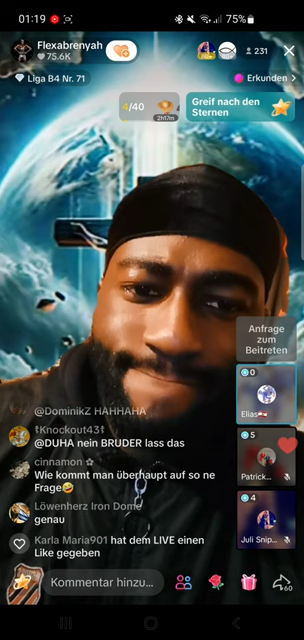 01:19
75%
Flexabrenyah
75.6K
231
Liga B4 Nr. 71
Erkunden >
4/40
2h17m
Greif nach den
Sternen
Anfrage
zum
Beitreten
0
Elias🇵🇱
5
Patrick...
4
Juli Snip...
@DominikZ HAHHAHA
Knockout43
@DUHA nein BRUDER lass das
cinnamon ✿
Wie kommt man überhaupt auf so ne
Frage🤣
Löwenherz Iron Dome
genau
Karla Maria901 hat dem LIVE einen
Like gegeben
Kommentar hinzu...
60